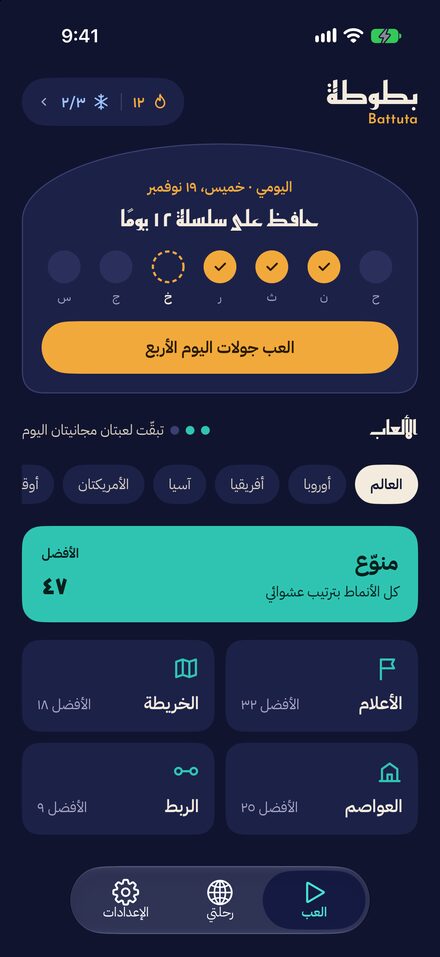 9:41
بطوطة
Battuta
١٢
٢/٣
اليومي · خميس، ١٩ نوفمبر
حافظ على سلسلة ١٢ يومًا
ح ن ث ر خ ج س
العب جولات اليوم الأربع
الألعاب
تبقّت لعبتان مجانيتان اليوم
العالم أوروبا أفريقيا آسيا الأمريكتان أوق
منوّع
كل الأنماط بترتيب عشوائي
الأفضل
٤٧
الأعلام الأفضل ٣٢
الخريطة الأفضل ١٨
العواصم الأفضل ٢٥
الربط الأفضل ٩
العب رحلتي الإعدادات